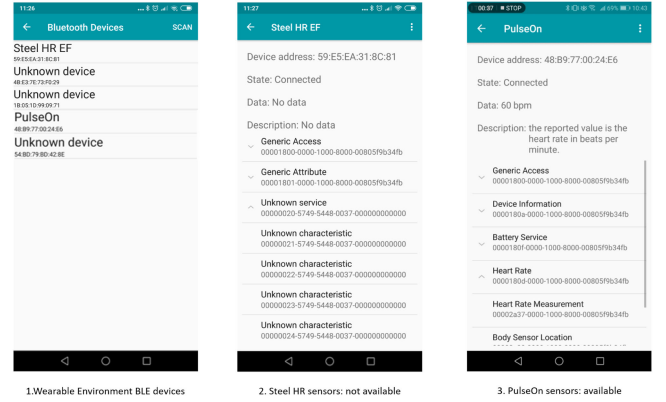 11:26
Bluetooth Devices SCAN
Steel HR EF
59:E5:EA:31:8C:81
Unknown device
48:E3:7E:73:F0:29
Unknown device
18:05:1D:99:09:71
PulseOn
48:B9:77:00:24:E6
Unknown device
54:BD:79:BD:42:8E
1.Wearable Environment BLE devices
11:27
Steel HR EF
Device address: 59:E5:EA:31:8C:81
State: Connected
Data: No data
Description: No data
Generic Access
00001800-0000-1000-8000-00805f9b34fb
Generic Attribute
00001801-0000-1000-8000-00805f9b34fb
Unknown service
00000020-5749-5448-0037-000000000000
Unknown characteristic
00000021-5749-5448-0037-000000000000
Unknown characteristic
00000022-5749-5448-0037-000000000000
Unknown characteristic
00000023-5749-5448-0037-000000000000
Unknown characteristic
00000024-5749-5448-0037-000000000000
2. Steel HR sensors: not available
00:37 STOP 69% 10:43
PulseOn
Device address: 48:B9:77:00:24:E6
State: Connected
Data: 60 bpm
Description: the reported value is the
heart rate in beats per
minute.
Generic Access
00001800-0000-1000-8000-00805f9b34fb
Device Information
0000180a-0000-1000-8000-00805f9b34fb
Battery Service
0000180f-0000-1000-8000-00805f9b34fb
Heart Rate
0000180d-0000-1000-8000-00805f9b34fb
Heart Rate Measurement
00002a37-0000-1000-8000-00805f9b34fb
Body Sensor Location
3. PulseOn sensors: available